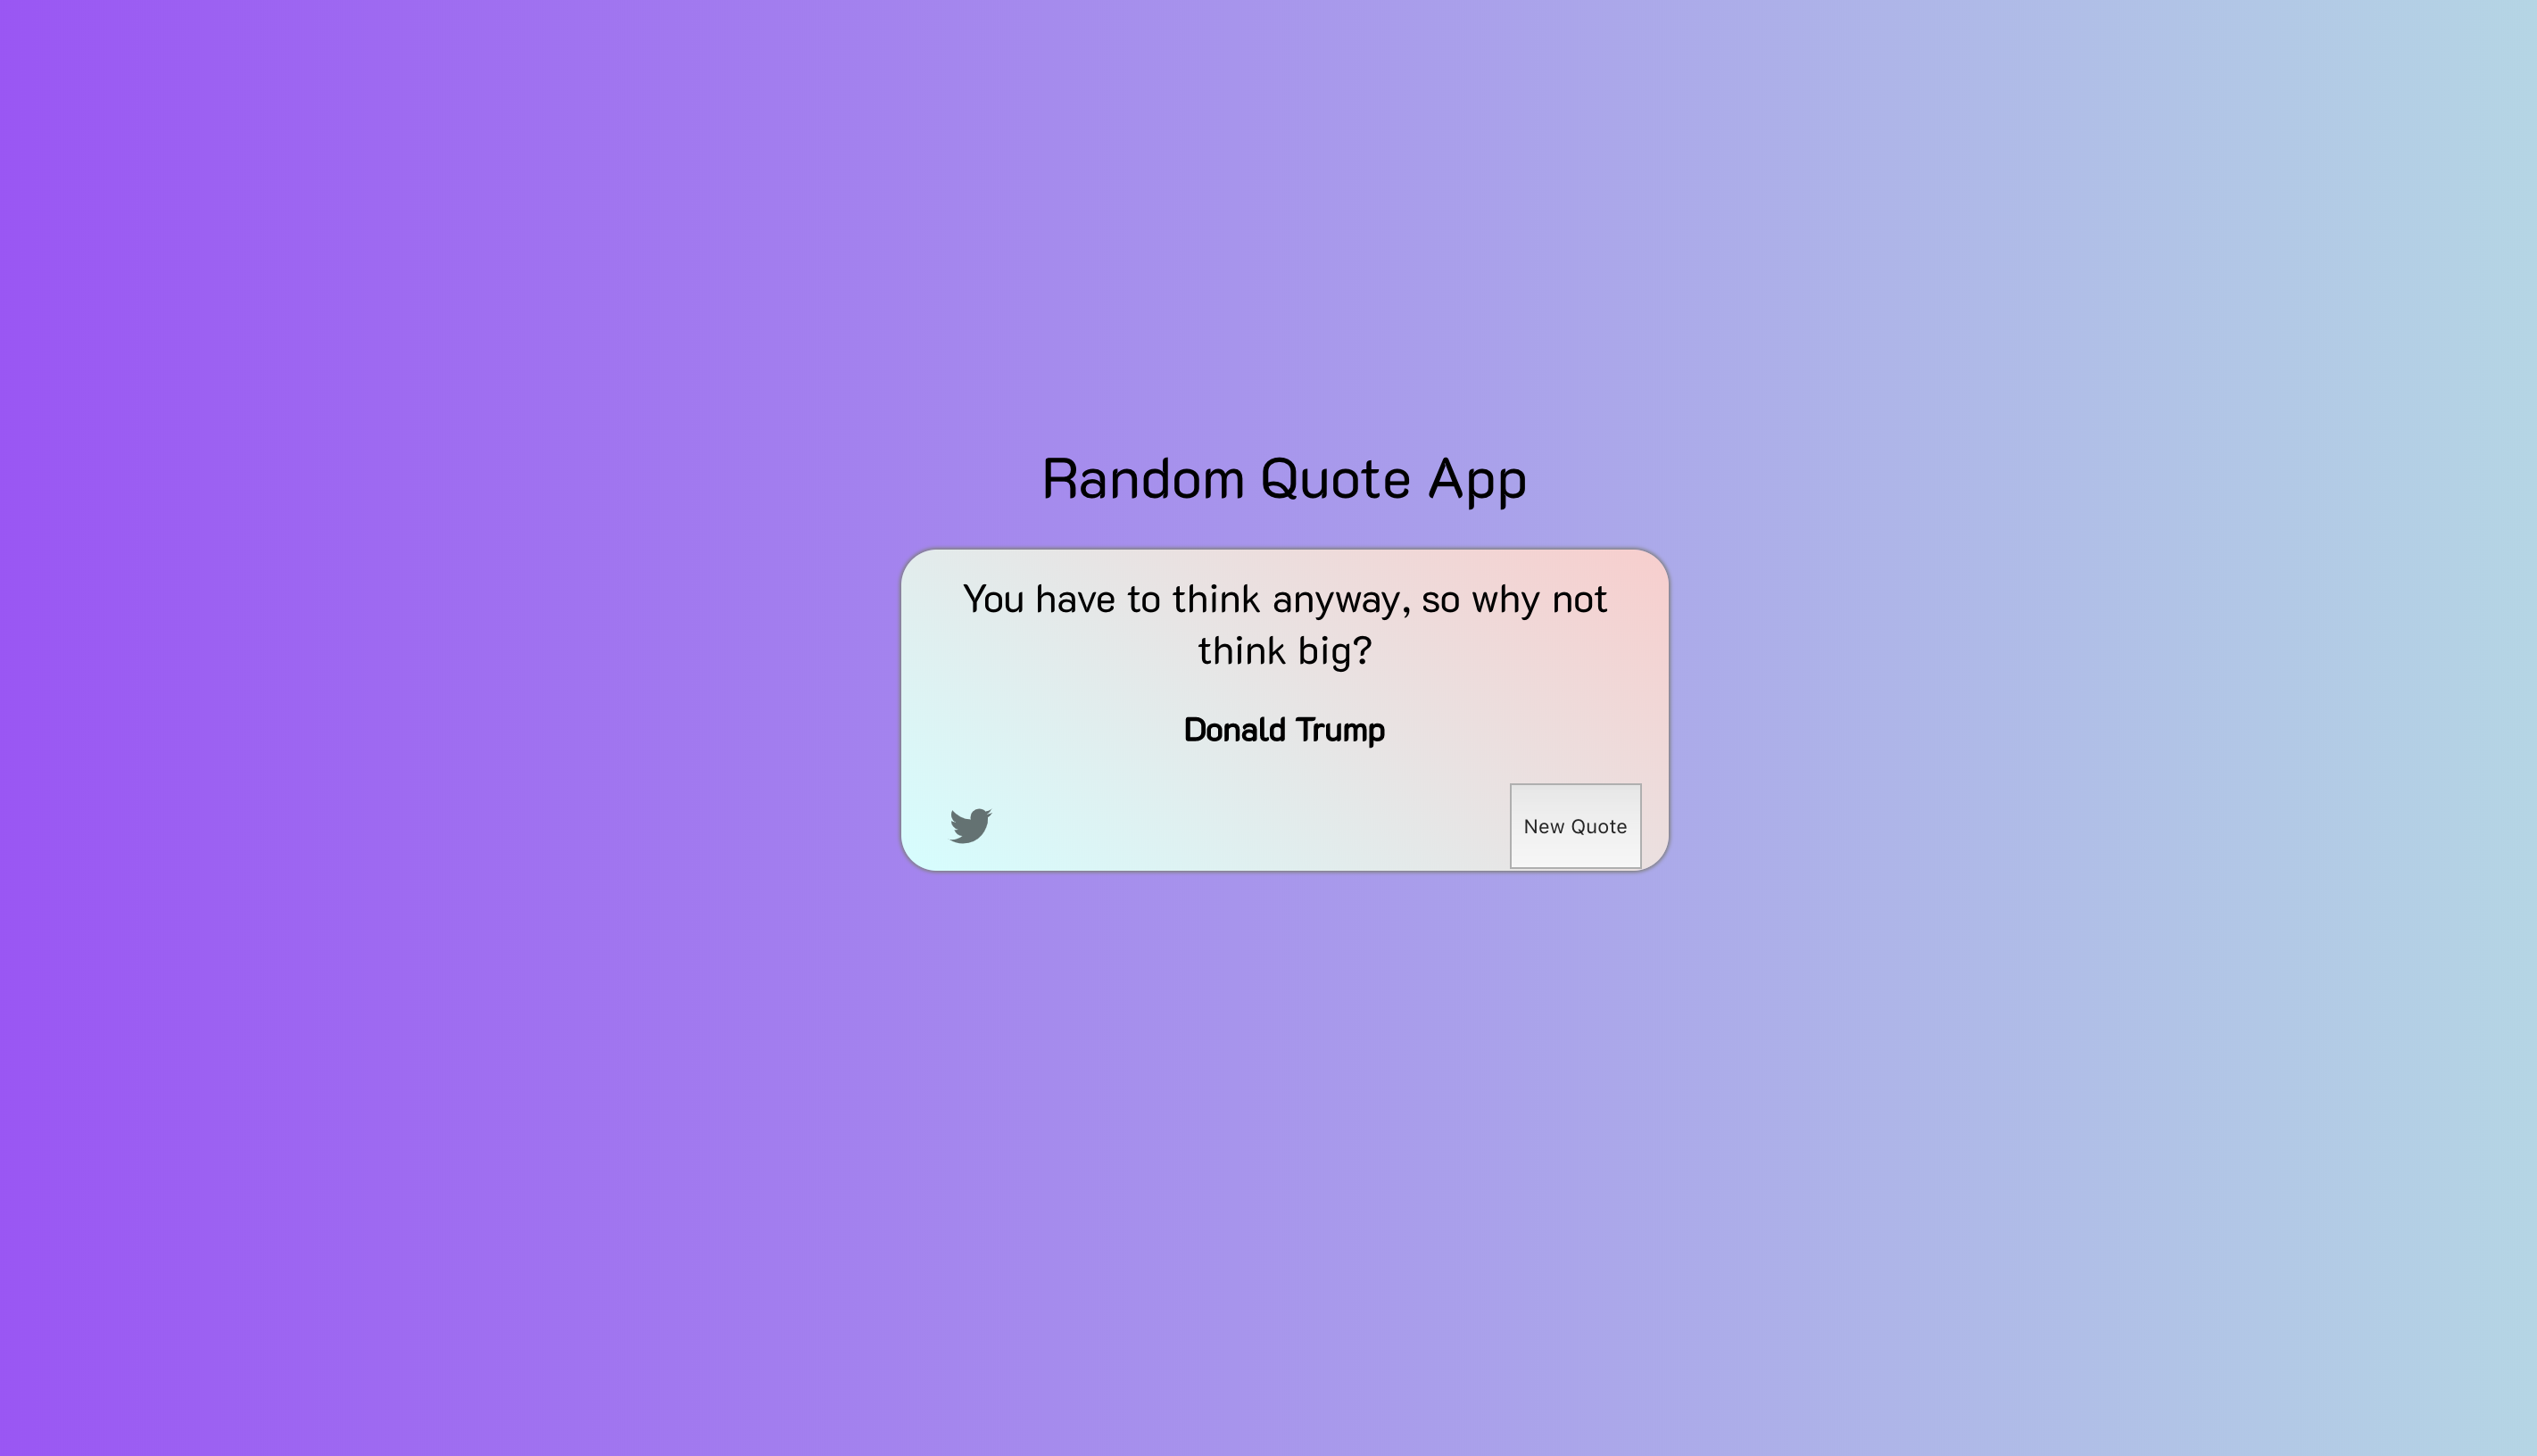 Random Quote App
You have to think anyway, so why not
think big?
Donald Trump
New Quote